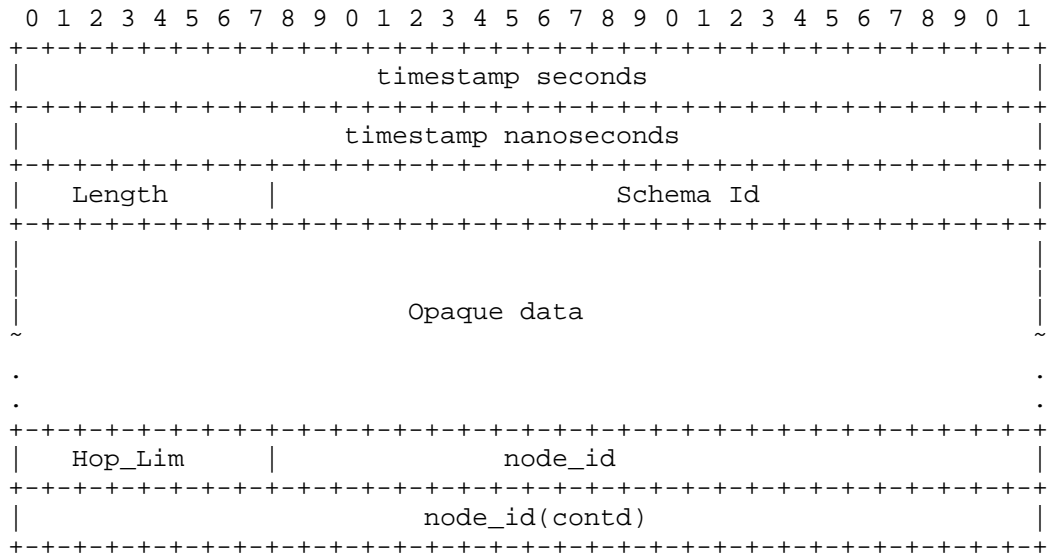 0 1 2 3 4 5 6 7 8 9 0 1 2 3 4 5 6 7 8 9 0 1 2 3 4 5 6 7 8 9 0 1
+-+-+-+-+-+-+-+-+-+-+-+-+-+-+-+-+-+-+-+-+-+-+-+-+-+-+-+-+-+-+-+-+
| timestamp seconds |
+-+-+-+-+-+-+-+-+-+-+-+-+-+-+-+-+-+-+-+-+-+-+-+-+-+-+-+-+-+-+-+-+
| timestamp nanoseconds |
+-+-+-+-+-+-+-+-+-+-+-+-+-+-+-+-+-+-+-+-+-+-+-+-+-+-+-+-+-+-+-+-+
| Length | Schema Id |
+-+-+-+-+-+-+-+-+-+-+-+-+-+-+-+-+-+-+-+-+-+-+-+-+-+-+-+-+-+-+-+-+
| |
| |
| Opaque data |
~ ~
. .
. .
+-+-+-+-+-+-+-+-+-+-+-+-+-+-+-+-+-+-+-+-+-+-+-+-+-+-+-+-+-+-+-+-+
| Hop_Lim | node_id |
+-+-+-+-+-+-+-+-+-+-+-+-+-+-+-+-+-+-+-+-+-+-+-+-+-+-+-+-+-+-+-+-+
| node_id(contd) |
+-+-+-+-+-+-+-+-+-+-+-+-+-+-+-+-+-+-+-+-+-+-+-+-+-+-+-+-+-+-+-+-+